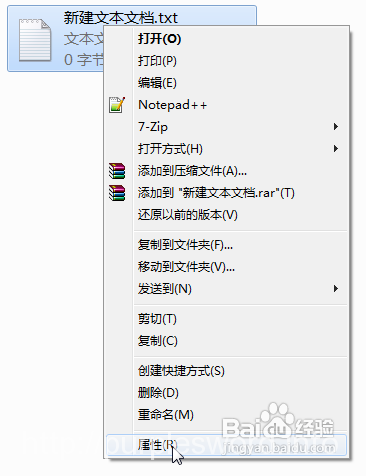 新建文本文档.txt
文本文
0 字节
打开(O)
打印(P)
编辑(E)
Notepad++
7-Zip
打开方式(H)
添加到压缩文件(A)...
添加到 "新建文本文档.rar"(T)
还原以前的版本(V)
复制到文件夹(F)...
移动到文件夹(V)...
发送到(N)
剪切(T)
复制(C)
创建快捷方式(S)
删除(D)
重命名(M)
属性(R)
Baidu 经验
jingyan.baidu.com